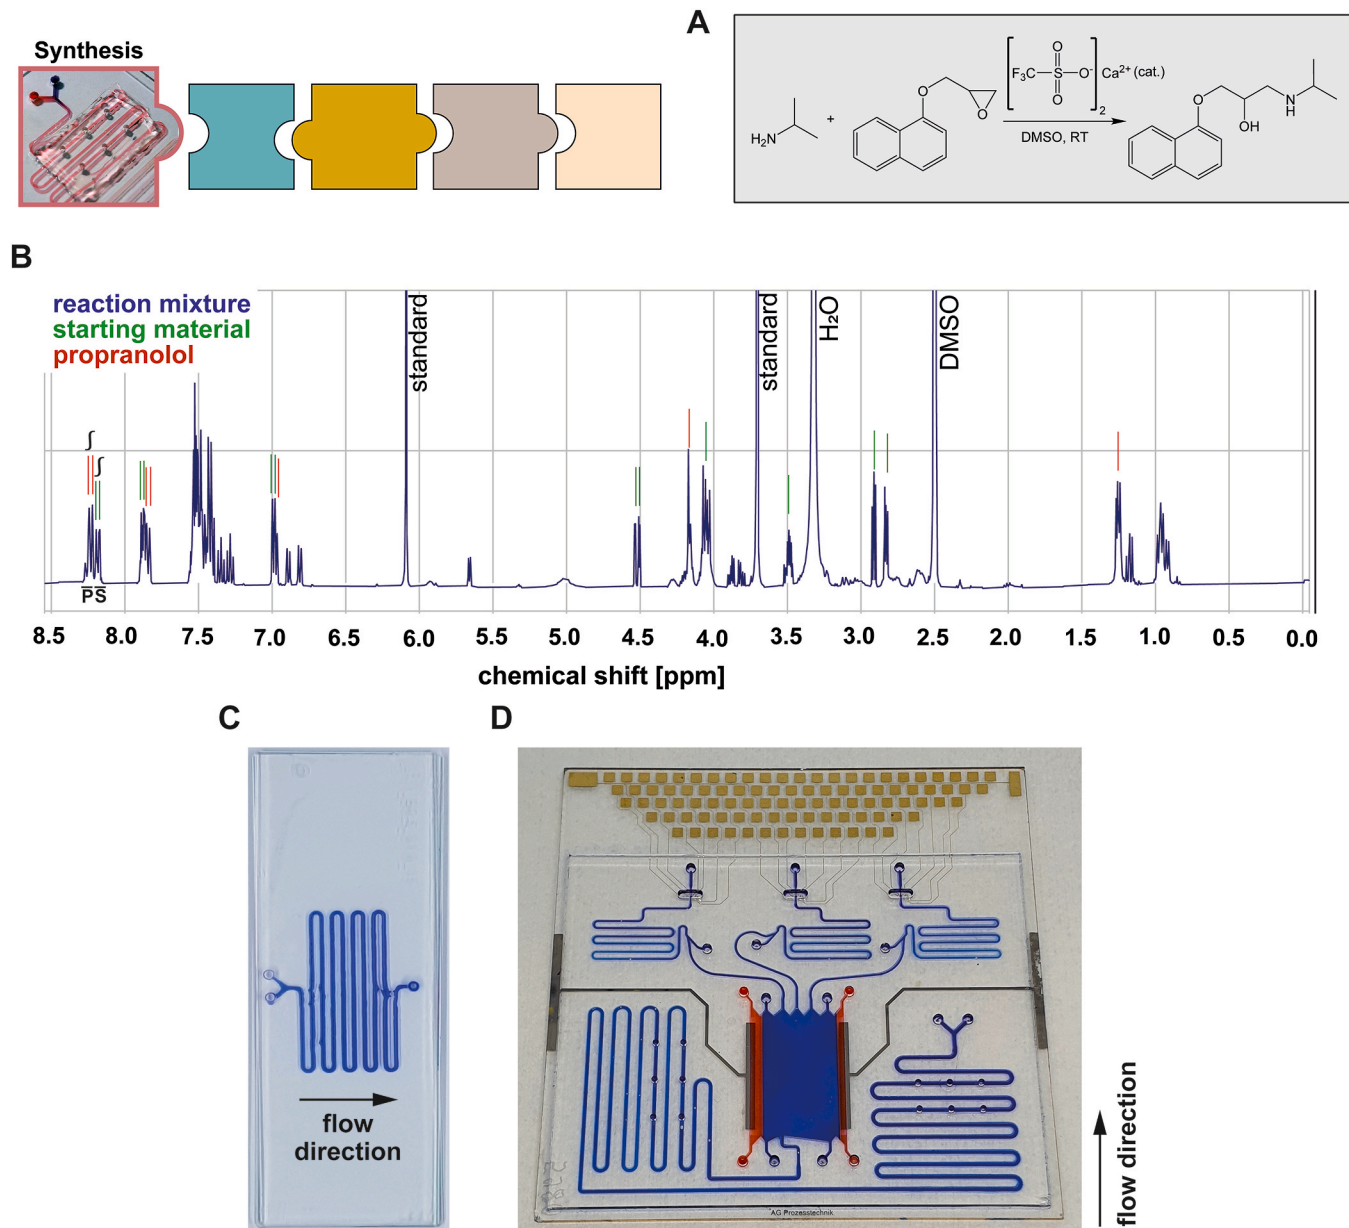 Synthesis
A
F₃C
S
O
O
O⁻
2
Ca²⁺ (cat.)
H₂N
+
O
O
DMSO, RT
O
OH
N
H
B
reaction mixture
starting material
propranolol
standard
standard
H₂O
DMSO
∫
∫
P S
8.5 8.0 7.5 7.0 6.5 6.0 5.5 5.0 4.5 4.0 3.5 3.0 2.5 2.0 1.5 1.0 0.5 0.0
chemical shift [ppm]
C
flow
direction
D
AG Prozesstechnik
flow direction